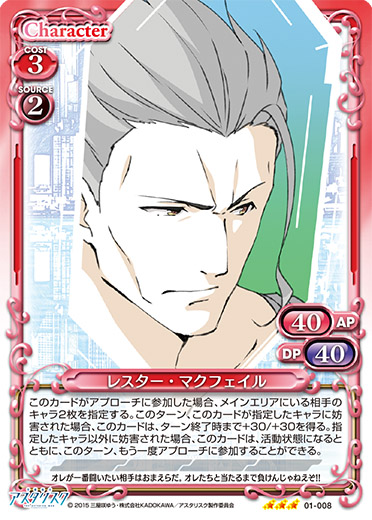 Character
COST
3
SOURCE
2
40 AP
DP 40
レスター・マクフェイル
このカードがアプローチに参加した場合、メインエリアにいる相手の
キャラ2枚を指定する。このターン、このカードが指定したキャラに妨
害された場合、このカードは、ターン終了時まで+30/+30を得る。指
定したキャラ以外に妨害された場合、このカードは、活動状態になると
ともに、このターン、もう一度アプローチに参加することができる。
オレが一番闘いたい相手はおまえらだ。オレたちと当たるまで負けんじゃねえぞ!!
アスタリスク
© 2015 三屋咲ゆう・株式会社KADOKAWA/アスタリスク製作委員会
01-008